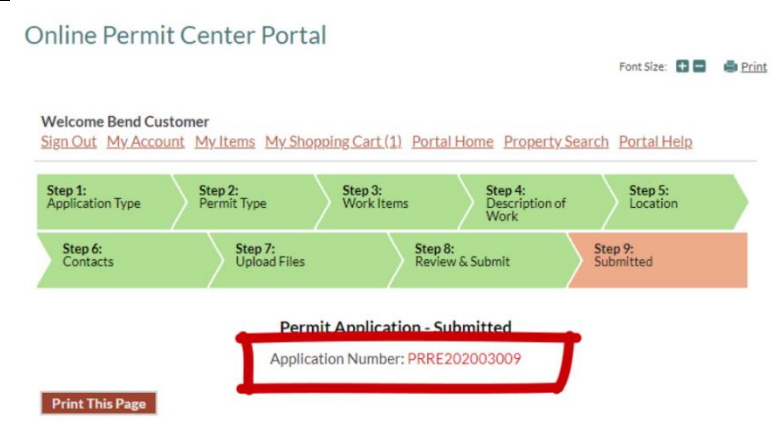 Online Permit Center Portal
Font Size: + - Print
Welcome Bend Customer
Sign Out My Account My Items My Shopping Cart (1) Portal Home Property Search Portal Help
Step 1:
Application Type
Step 2:
Permit Type
Step 3:
Work Items
Step 4:
Description of
Work
Step 5:
Location
Step 6:
Contacts
Step 7:
Upload Files
Step 8:
Review & Submit
Step 9:
Submitted
Permit Application - Submitted
Application Number: PRRE202003009
Print This Page